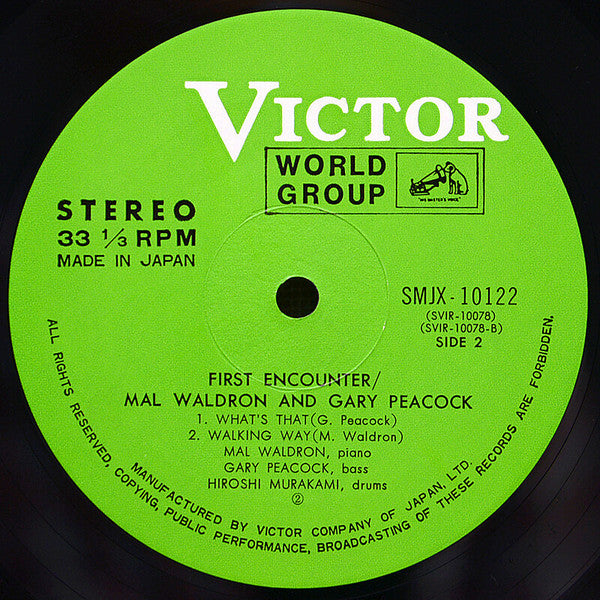 VICTOR
WORLD
GROUP
"HIS MASTER'S VOICE"
STEREO
33 1/3 RPM
MADE IN JAPAN
SMJX-10122
(SVIR-10078)
(SVIR-10078-B)
SIDE 2
FIRST ENCOUNTER/
MAL WALDRON AND GARY PEACOCK
1. WHAT'S THAT(G. Peacock)
2. WALKING WAY(M. Waldron)
MAL WALDRON, piano
GARY PEACOCK, bass
HIROSHI MURAKAMI, drums
②
MANUFACTURED BY VICTOR COMPANY OF JAPAN, LTD.
ALL RIGHTS RESERVED, COPYING, PUBLIC PERFORMANCE, BROADCASTING OF THESE RECORDS ARE FORBIDDEN.